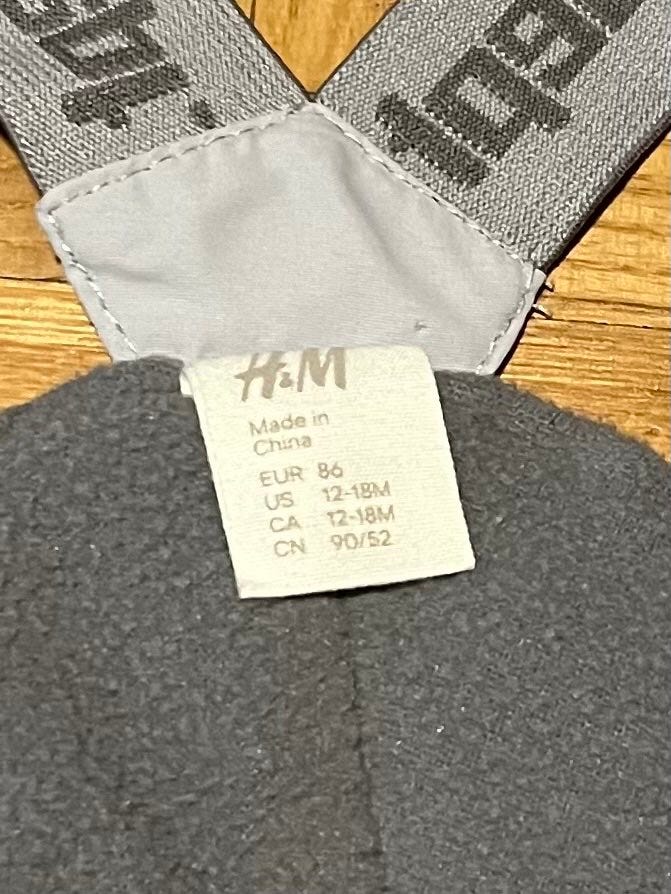 H&M
Made in
China
EUR 86
US 12-18M
CA 12-18M
CN 90/52